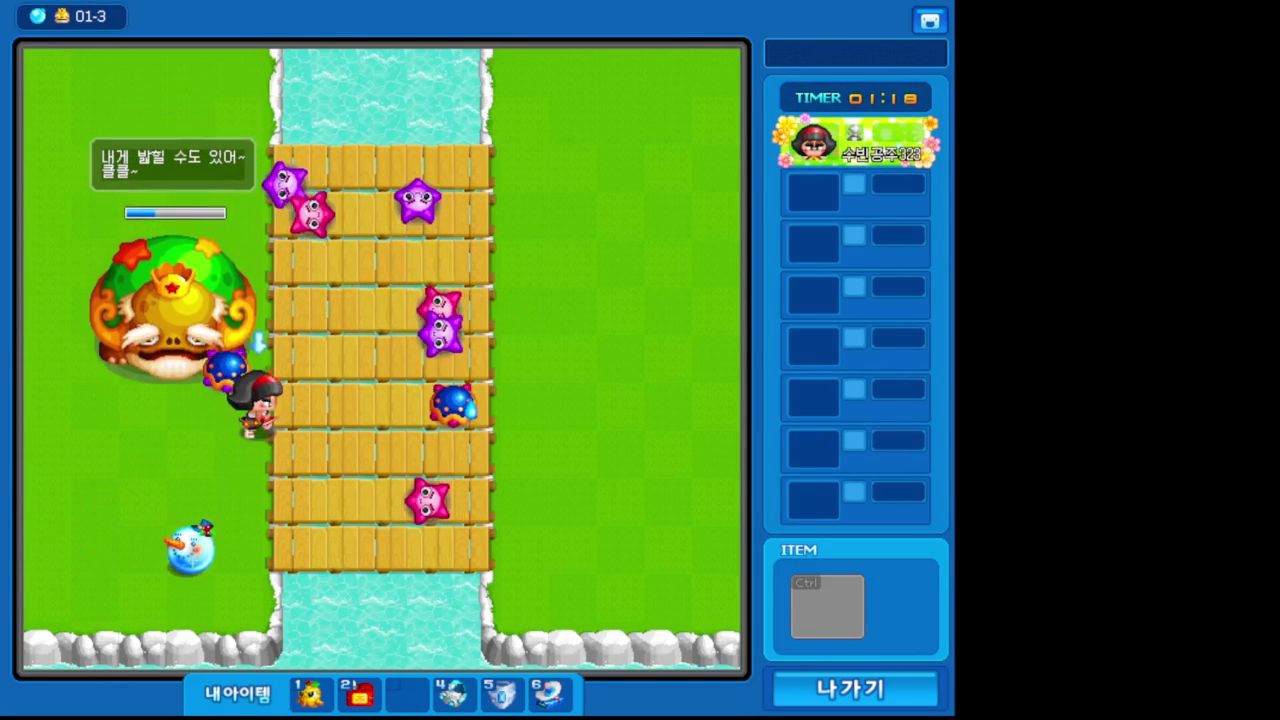 01-3
TIMER 01:18
내게 밟힐 수도 있어~
클클~
수빈공주323
ITEM
Ctrl
내아이템
1
2
4
5
6
나가기